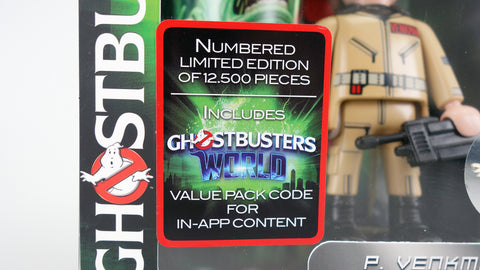 GHOSTBU
NUMBERED
LIMITED EDITION
OF 12.500 PIECES
INCLUDES
GHOSTBUSTERS
WORLD
VALUE PACK CODE
FOR
IN-APP CONTENT
P. VENKM